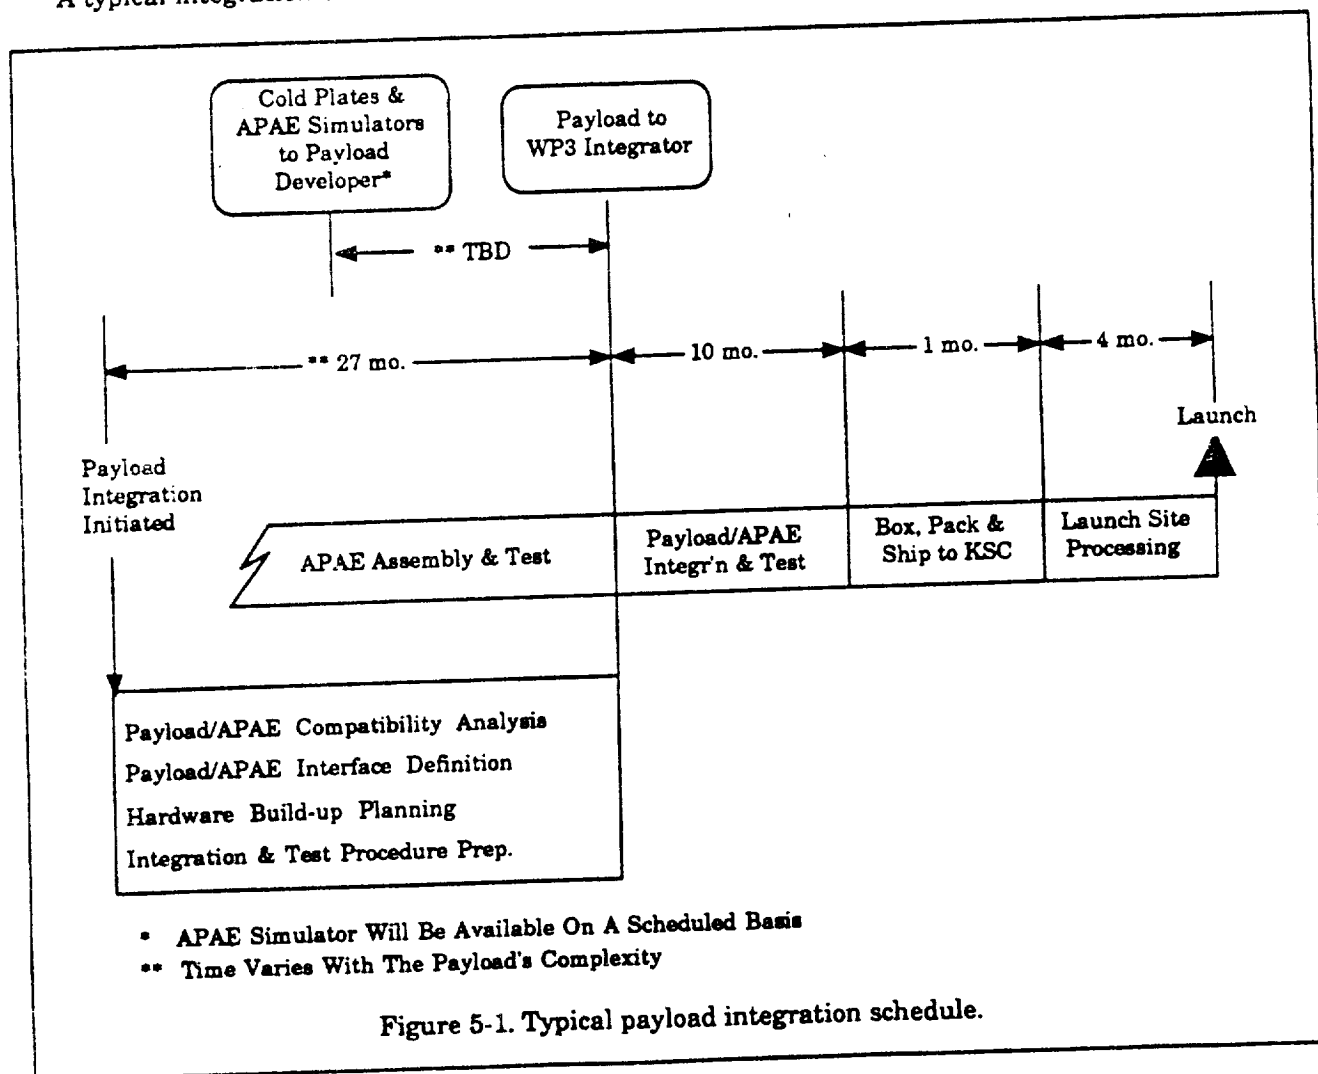 A typical integration
Cold Plates &
APAE Simulators
to Payload
Developer*
Payload to
WP3 Integrator
** TBD
** 27 mo.
10 mo.
1 mo.
4 mo.
Launch
Payload
Integration
Initiated
APAE Assembly & Test
Payload/APAE
Integr'n & Test
Box, Pack &
Ship to KSC
Launch Site
Processing
Payload/APAE Compatibility Analysis
Payload/APAE Interface Definition
Hardware Build-up Planning
Integration & Test Procedure Prep.
* APAE Simulator Will Be Available On A Scheduled Basis
** Time Varies With The Payload's Complexity
Figure 5-1. Typical payload integration schedule.